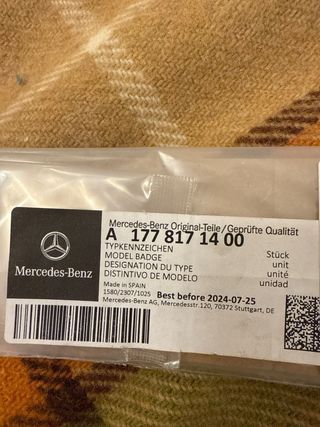 Mercedes-Benz Original-Teile/Geprüfte Qualität
A 177 817 14 00
TYPKENNZEICHEN Stück
MODEL BADGE unit
DESIGNATION DU TYPE unité
DISTINTIVO DE MODELO unidad
Mercedes-Benz
Made in SPAIN
1580/2307/1025 Best before 2024-07-25
Mercedes-Benz AG, Mercedesstr.120, 70372 Stuttgart, DE